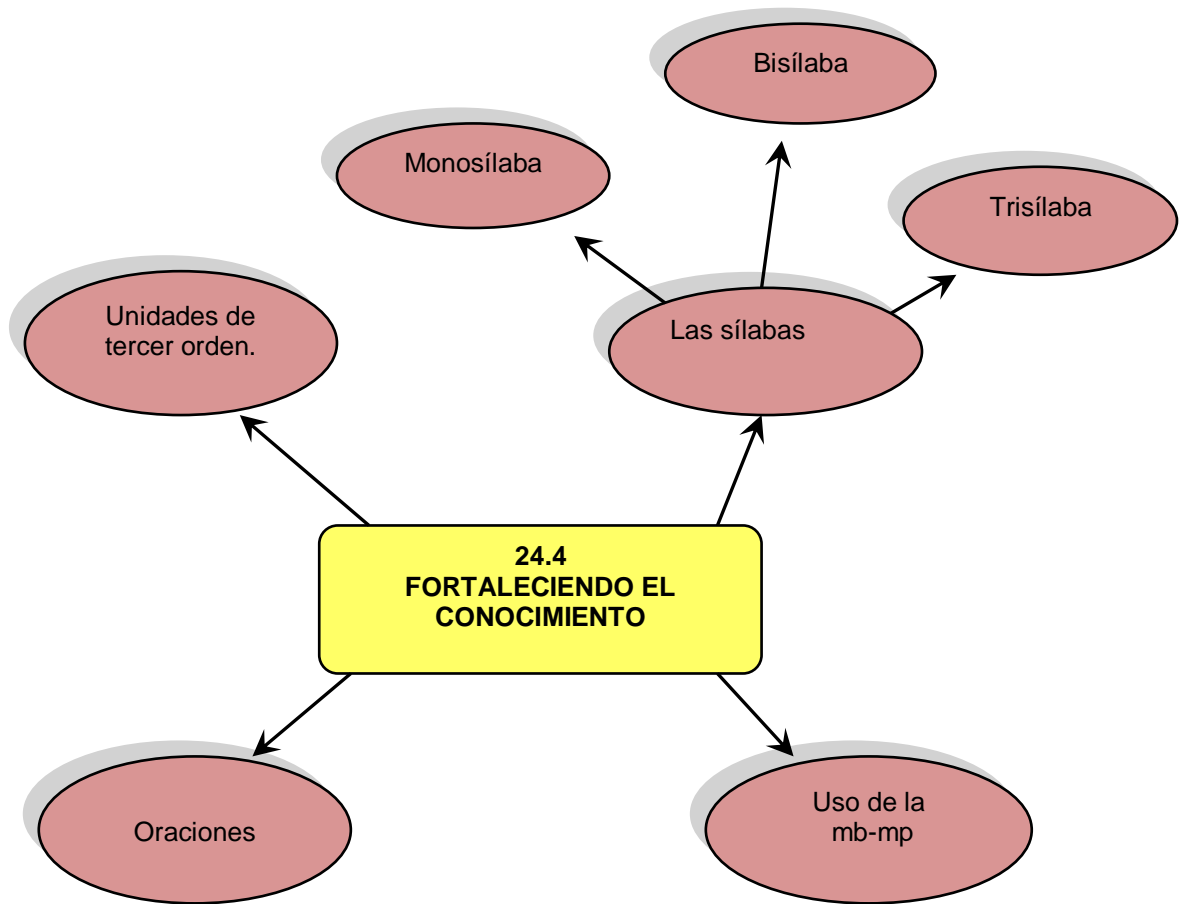 Bisílaba
Monosílaba
Trisílaba
Unidades de
tercer orden.
Las sílabas
24.4
FORTALECIENDO EL
CONOCIMIENTO
Oraciones
Uso de la
mb-mp